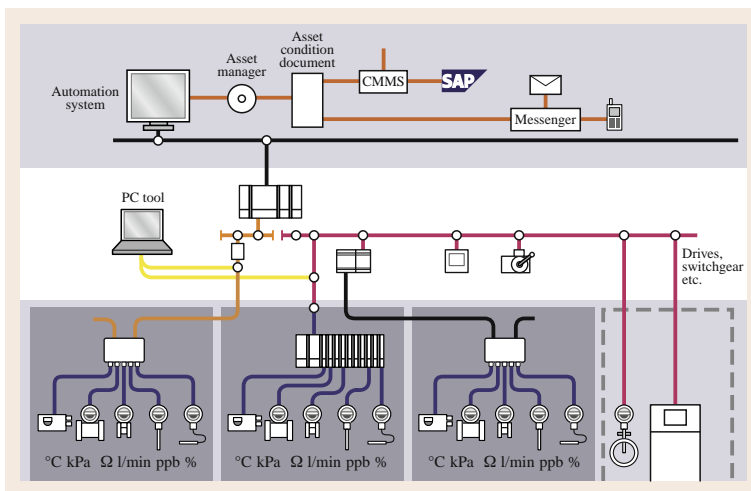 Asset
condition
document
Asset
manager
Automation
system
CMMS
SAP
Messenger
PC tool
Drives,
switchgear
etc.
°C kPa Ω l/min ppb %
°C kPa Ω l/min ppb %
°C kPa Ω l/min ppb %